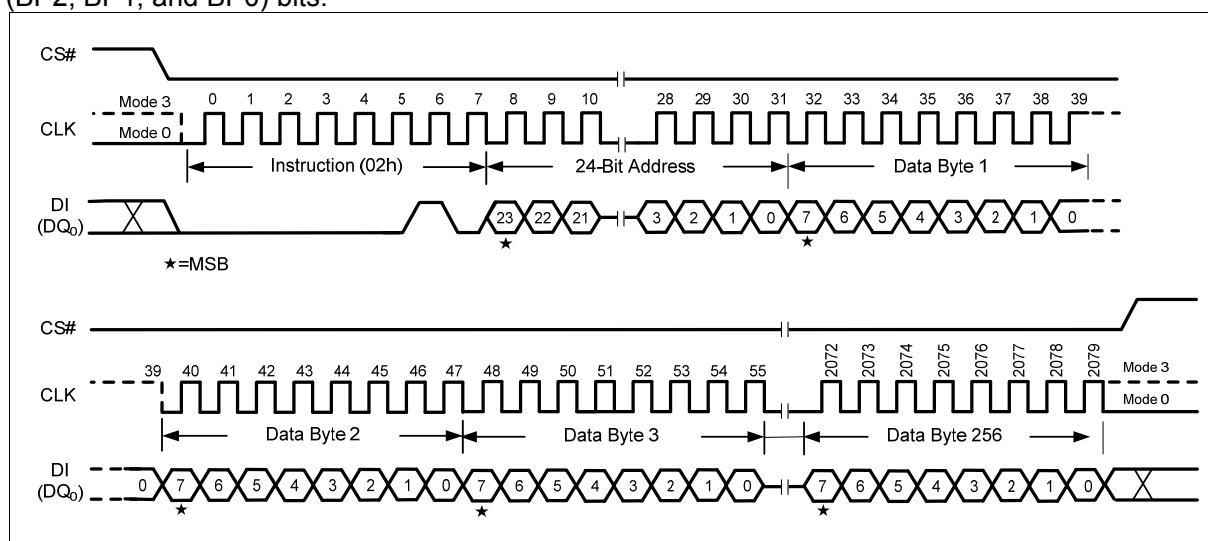 (BP2, BP1, and BP0) bits.
CS#
Mode 3
0 1 2 3 4 5 6 7 8 9 10 28 29 30 31 32 33 34 35 36 37 38 39
CLK
Mode 0
Instruction (02h) 24-Bit Address Data Byte 1
DI
(DQ0)
23 22 21 3 2 1 0 7 6 5 4 3 2 1 0
★ ★
★=MSB
CS#
39 40 41 42 43 44 45 46 47 48 49 50 51 52 53 54 55 2072 2073 2074 2075 2076 2077 2078 2079
Mode 3
CLK
Mode 0
Data Byte 2 Data Byte 3 Data Byte 256
DI
(DQ0)
0 7 6 5 4 3 2 1 0 7 6 5 4 3 2 1 0 7 6 5 4 3 2 1 0
★ ★ ★